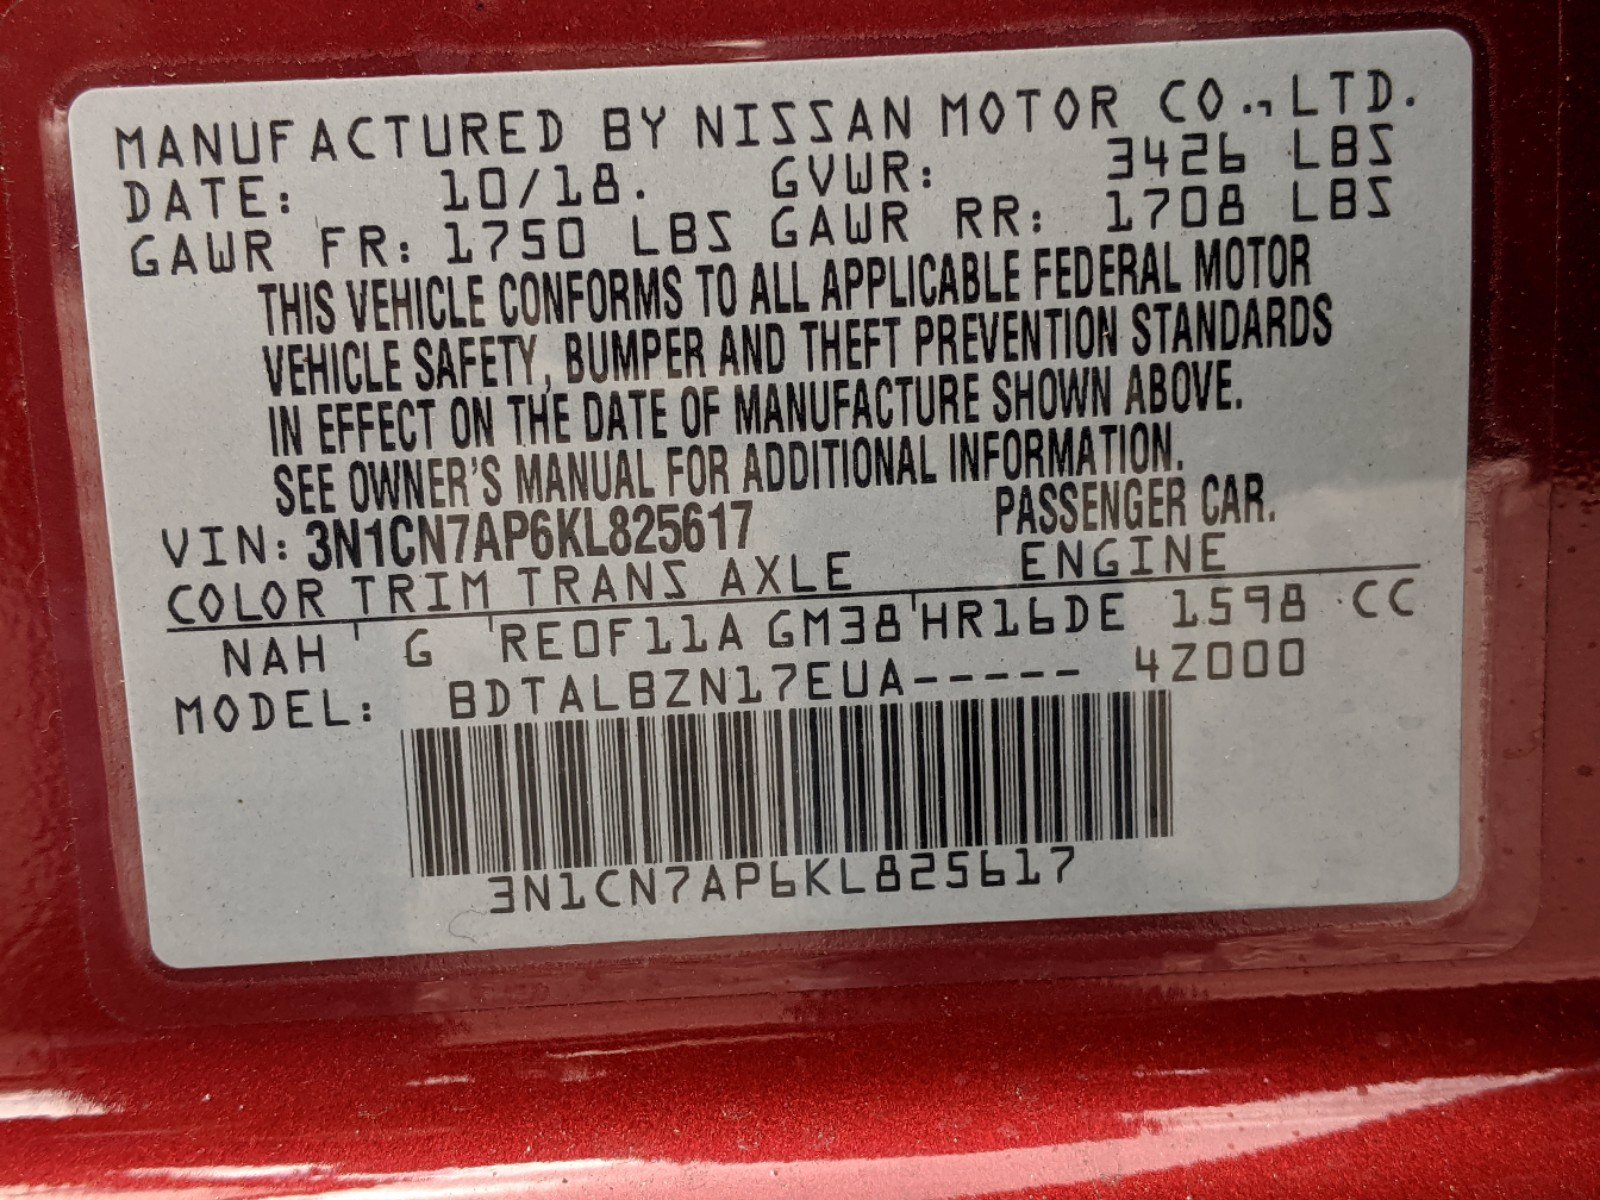 MANUFACTURED BY NISSAN MOTOR CO., LTD.
DATE: 10/18. GVWR: 3426 LBS
GAWR FR: 1750 LBS GAWR RR: 1708 LBS
THIS VEHICLE CONFORMS TO ALL APPLICABLE FEDERAL MOTOR
VEHICLE SAFETY, BUMPER AND THEFT PREVENTION STANDARDS
IN EFFECT ON THE DATE OF MANUFACTURE SHOWN ABOVE.
SEE OWNER'S MANUAL FOR ADDITIONAL INFORMATION.
VIN: 3N1CN7AP6KL825617 PASSENGER CAR.
COLOR TRIM TRANS AXLE ENGINE
NAH ' G 'RE0F11A GM38'HR16DE 1598 CC
MODEL: BDTALBZN17EUA----- 4Z000
3N1CN7AP6KL825617